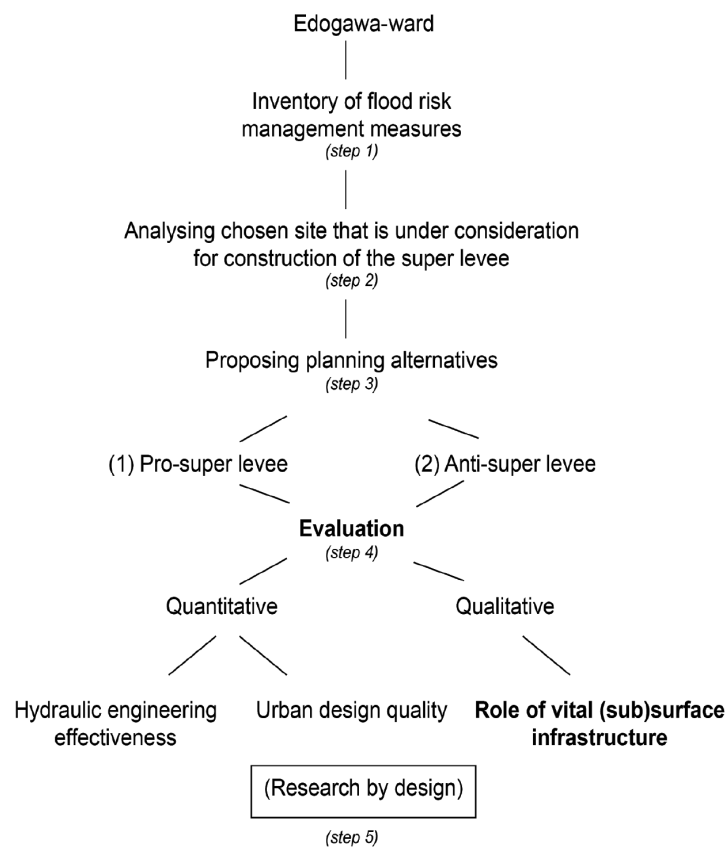 Edogawa-ward
Inventory of flood risk
management measures
(step 1)
Analysing chosen site that is under consideration
for construction of the super levee
(step 2)
Proposing planning alternatives
(step 3)
(1) Pro-super levee
(2) Anti-super levee
Evaluation
(step 4)
Quantitative
Qualitative
Hydraulic engineering
effectiveness
Urban design quality
Role of vital (sub)surface
infrastructure
(Research by design)
(step 5)